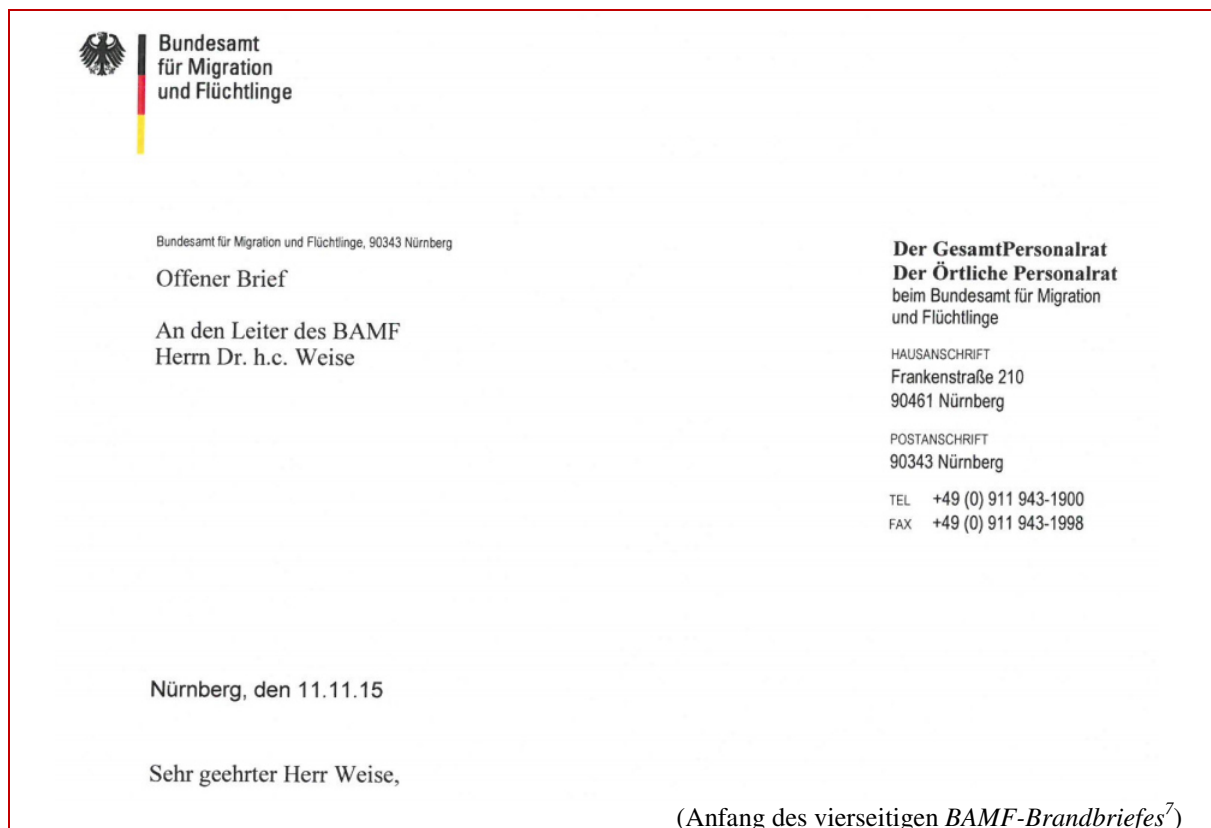 Bundesamt
für Migration
und Flüchtlinge
Bundesamt für Migration und Flüchtlinge, 90343 Nürnberg
Offener Brief
An den Leiter des BAMF
Herrn Dr. h.c. Weise
Der GesamtPersonalrat
Der Örtliche Personalrat
beim Bundesamt für Migration
und Flüchtlinge
HAUSANSCHRIFT
Frankenstraße 210
90461 Nürnberg
POSTANSCHRIFT
90343 Nürnberg
TEL +49 (0) 911 943-1900
FAX +49 (0) 911 943-1998
Nürnberg, den 11.11.15
Sehr geehrter Herr Weise,
(Anfang des vierseitigen BAMF-Brandbriefes⁷)